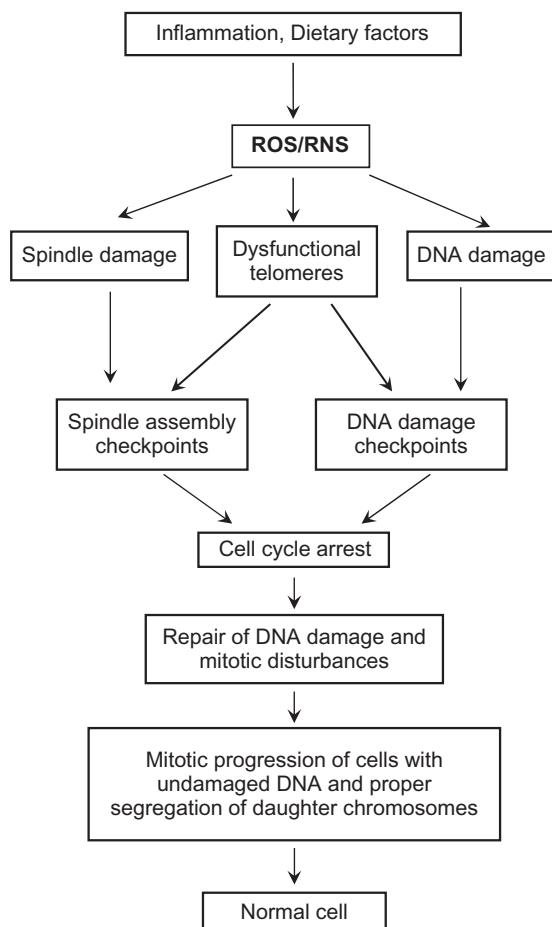 Inflammation, Dietary factors
ROS/RNS
Spindle damage
Dysfunctional
telomeres
DNA damage
Spindle assembly
checkpoints
DNA damage
checkpoints
Cell cycle arrest
Repair of DNA damage and
mitotic disturbances
Mitotic progression of cells with
undamaged DNA and proper
segregation of daughter chromosomes
Normal cell